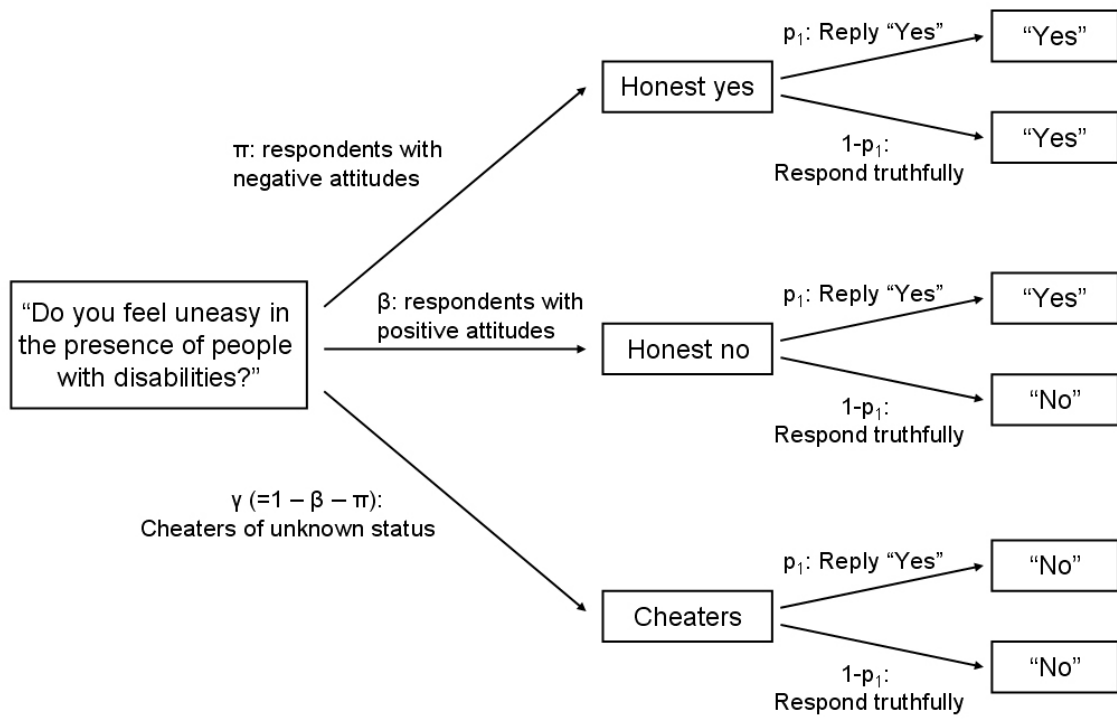 p₁: Reply “Yes”
“Yes”
Honest yes
“Yes”
1-p₁:
Respond truthfully
π: respondents with
negative attitudes
“Do you feel uneasy in
the presence of people
with disabilities?”
β: respondents with
positive attitudes
p₁: Reply “Yes”
“Yes”
Honest no
“No”
1-p₁:
Respond truthfully
γ (=1 – β – π):
Cheaters of unknown status
p₁: Reply “Yes”
“No”
Cheaters
“No”
1-p₁:
Respond truthfully